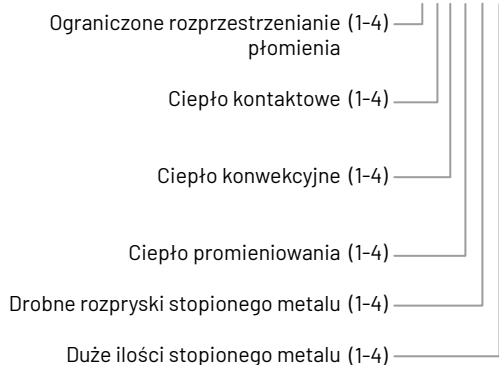 Ograniczone rozprzestrzenianie (1-4)
płomienia
Ciepło kontaktowe (1-4)
Ciepło konwekcyjne (1-4)
Ciepło promieniowania (1-4)
Drobne rozpryski stopionego metalu (1-4)
Duże ilości stopionego metalu (1-4)